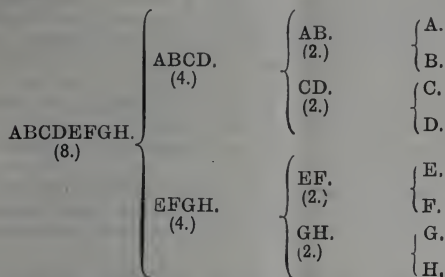 AB.
A.
(2.)
ABCD.
B.
(4.)
CD.
C.
(2.)
D.
ABCDEFGH.
(8.)
EF.
E.
(2.)
EFGH.
F.
(4.)
GH.
G.
(2.)
H.